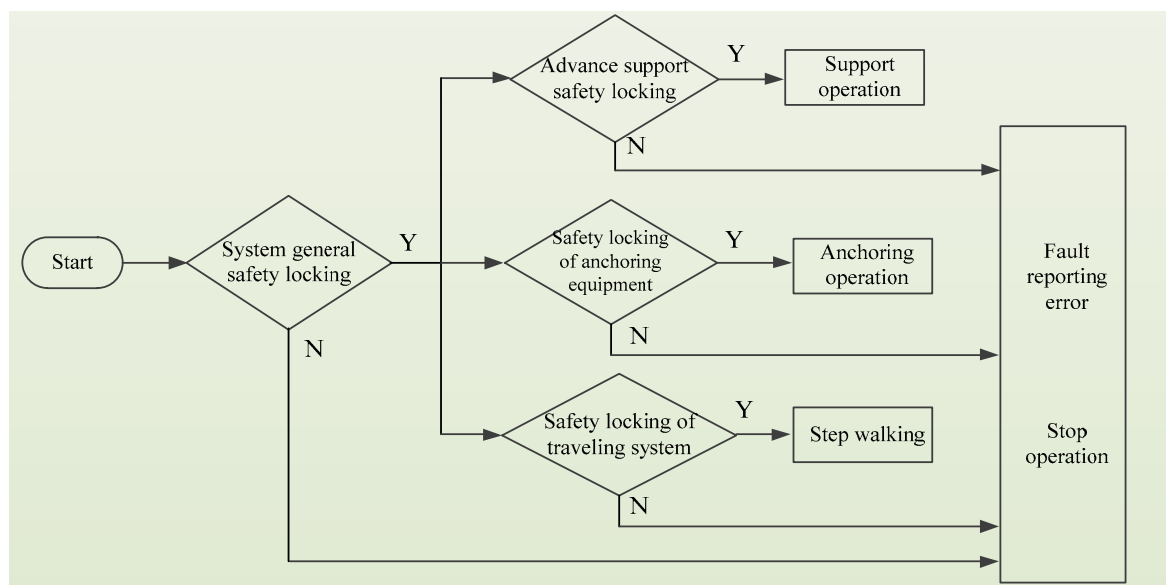 Start
System general
safety locking
Y
N
Advance support
safety locking
Y
N
Support
operation
Safety locking
of anchoring
equipment
Y
N
Anchoring
operation
Safety locking of
traveling system
Y
N
Step walking
Fault
reporting
error
Stop
operation